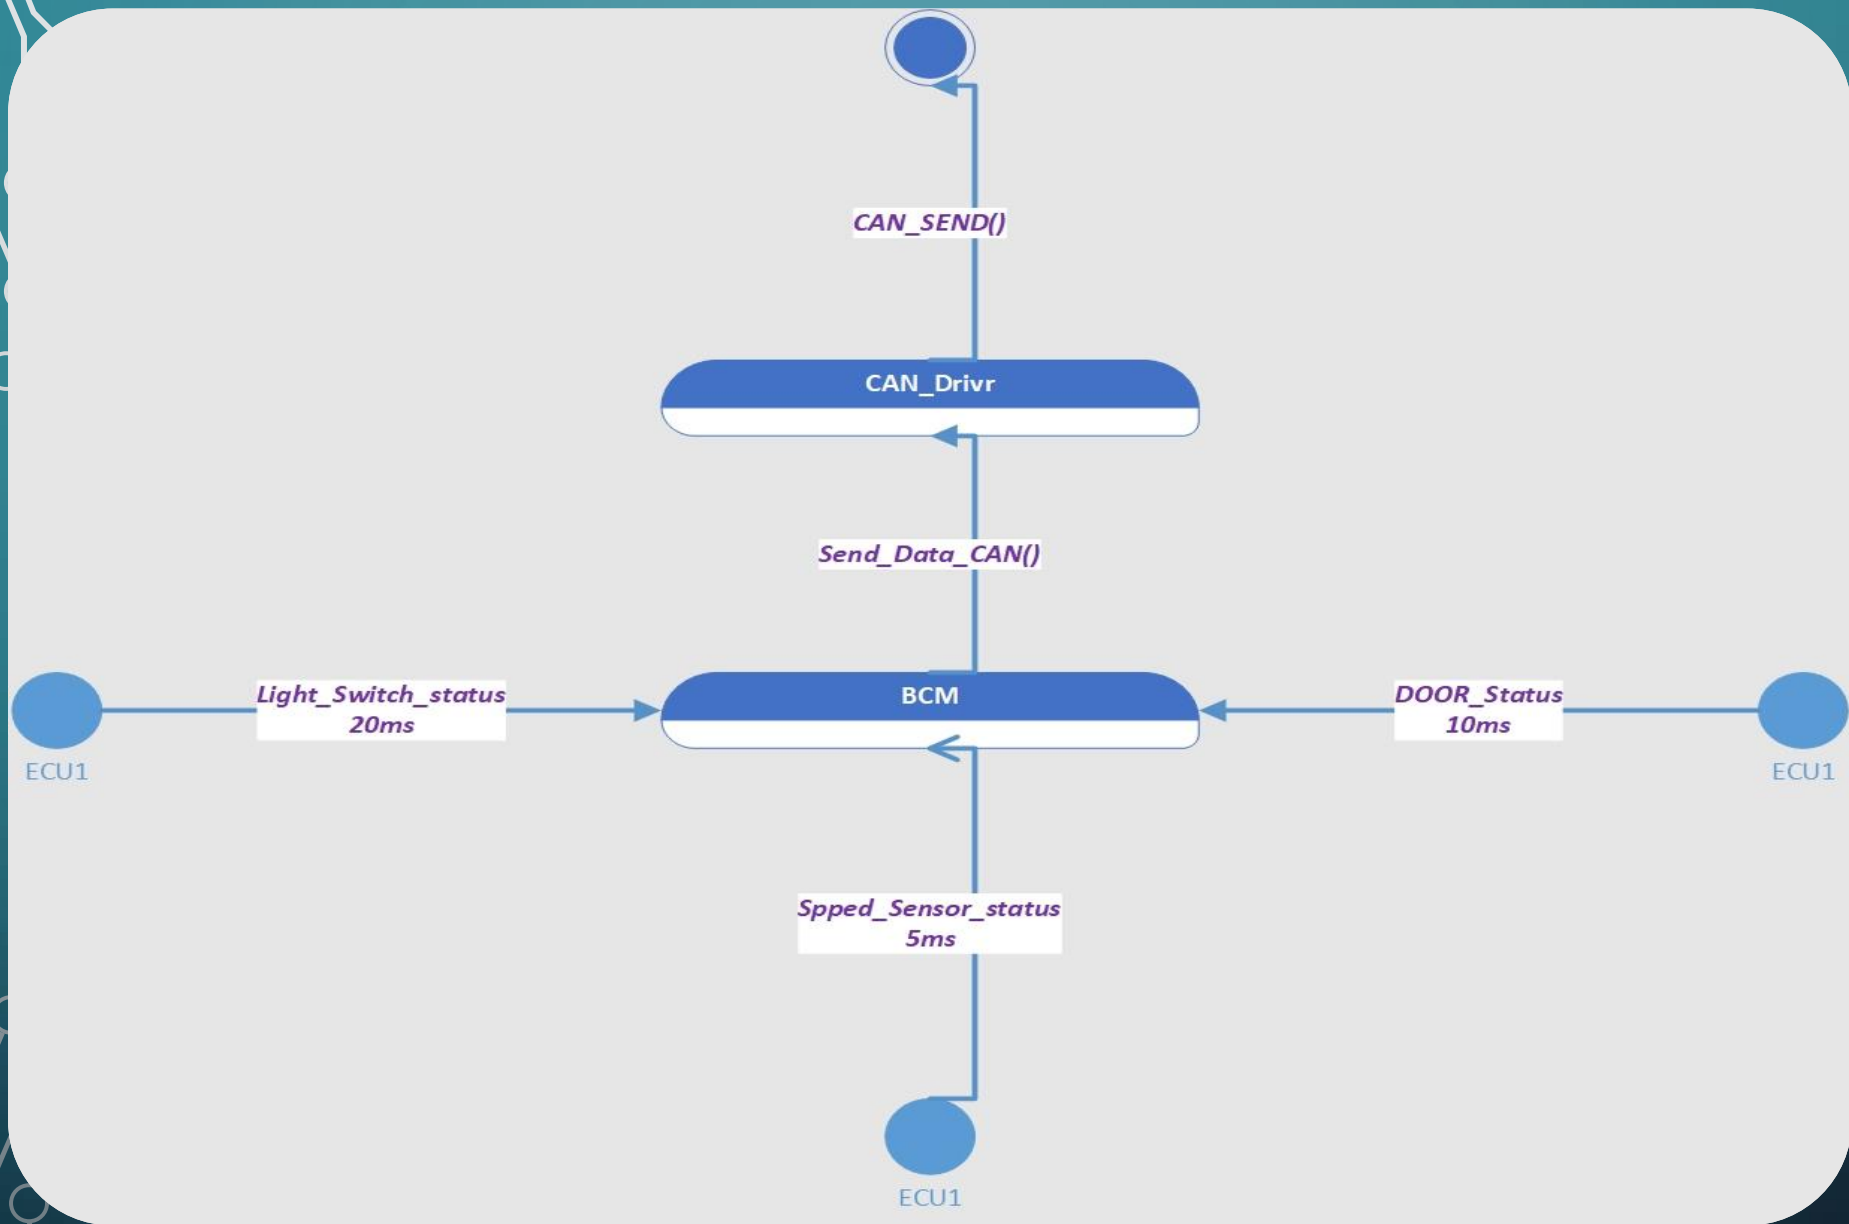 CAN_SEND()
CAN_Drivr
Send_Data_CAN()
Light_Switch_status
20ms
BCM
DOOR_Status
10ms
ECU1
ECU1
Spped_Sensor_status
5ms
ECU1